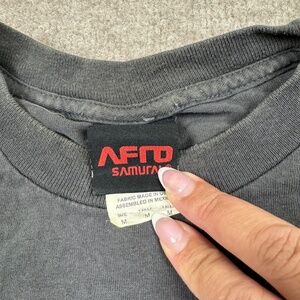 AFRO
SAMURAI
FABRIC MADE IN
ASSEMBLED IN MEXICO
M M M